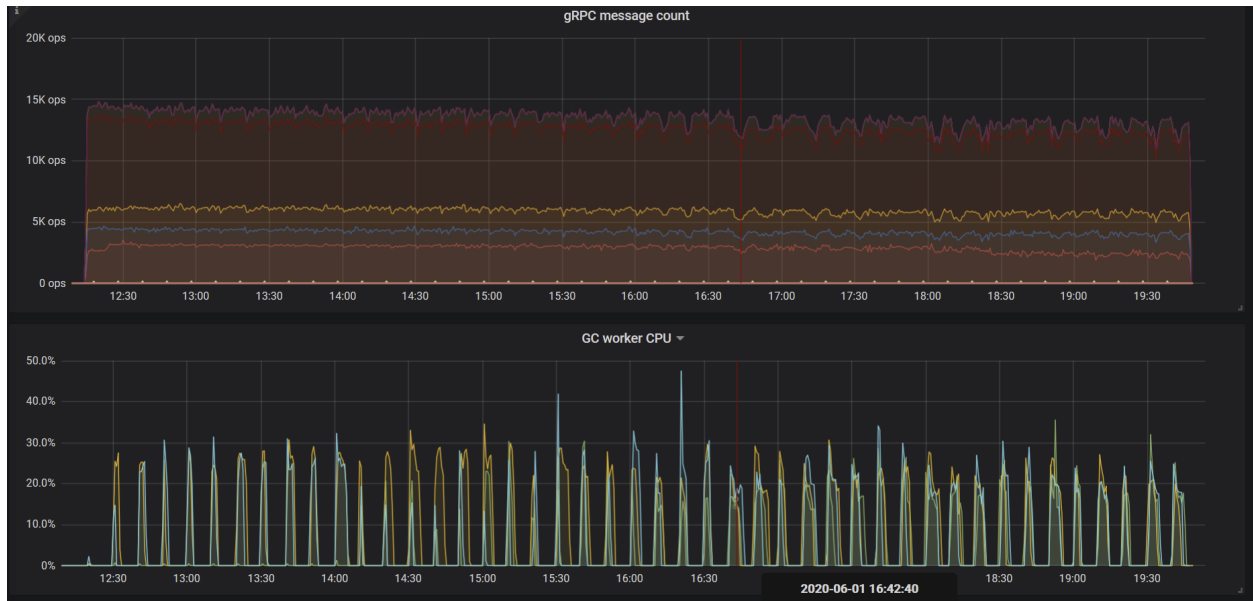 i
gRPC message count
20K ops
15K ops
10K ops
5K ops
0 ops
12:30 13:00 13:30 14:00 14:30 15:00 15:30 16:00 16:30 17:00 17:30 18:00 18:30 19:00 19:30
GC worker CPU
50.0%
40.0%
30.0%
20.0%
10.0%
0%
12:30 13:00 13:30 14:00 14:30 15:00 15:30 16:00 16:30 18:30 19:00 19:30
2020-06-01 16:42:40